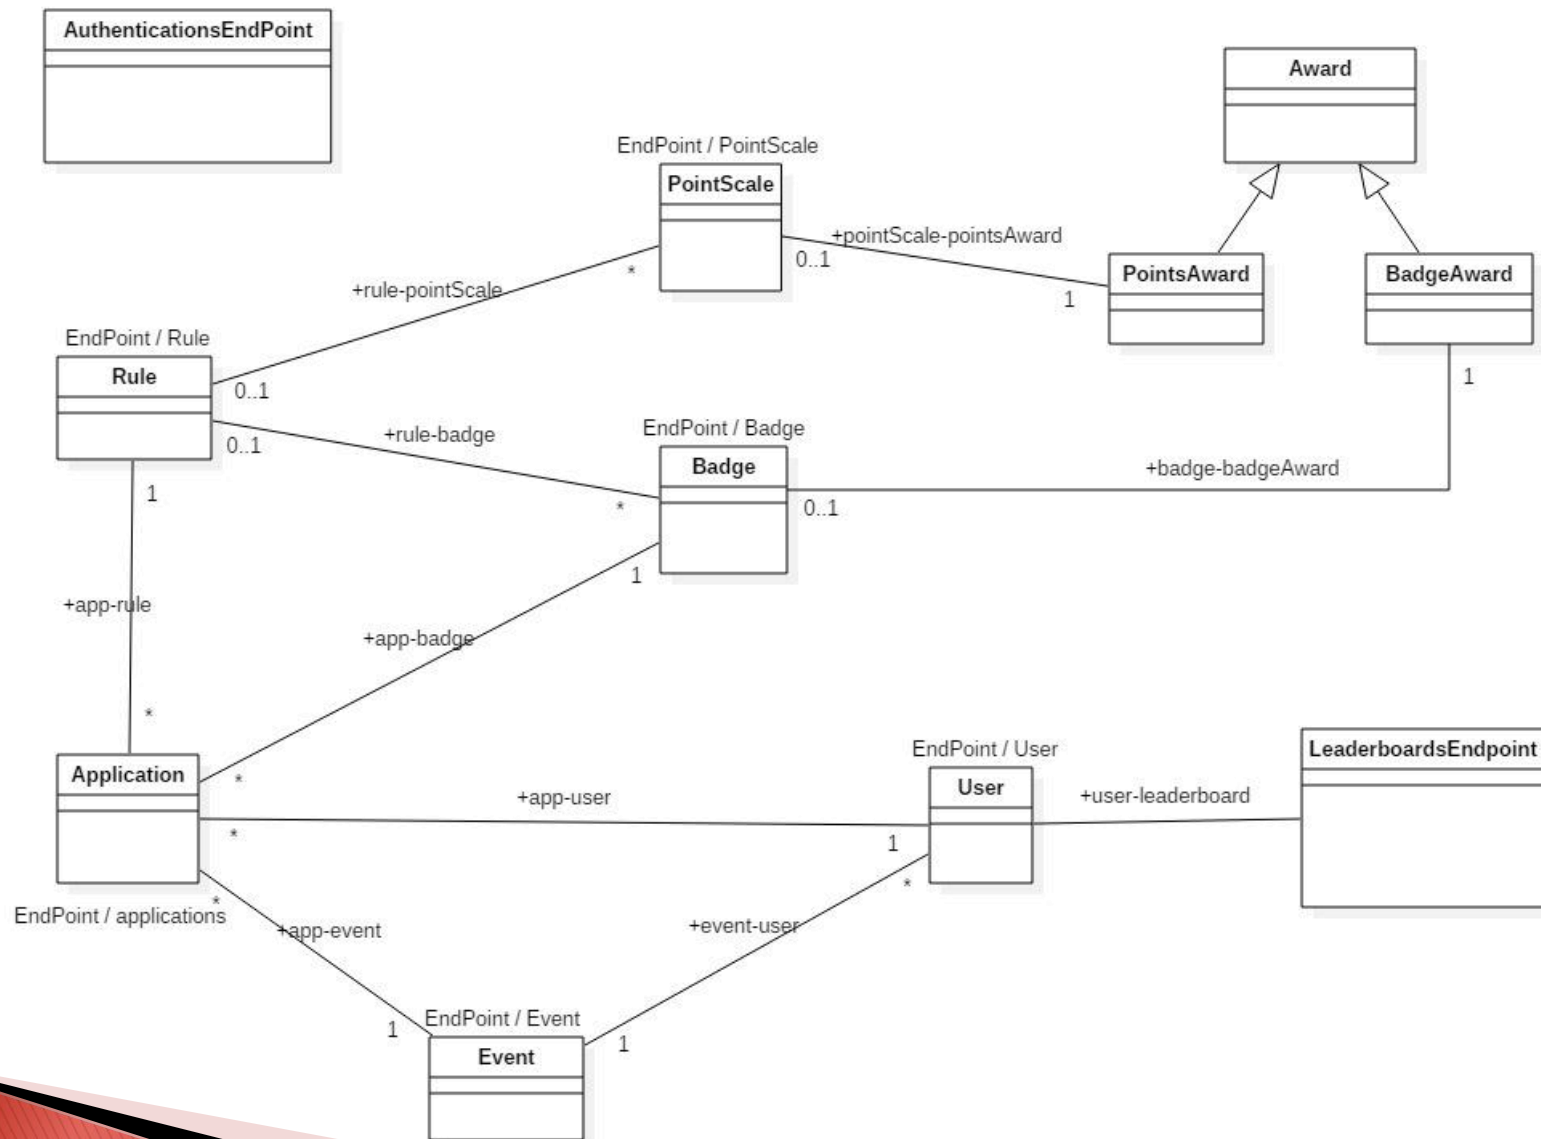 AuthenticationsEndPoint
Award
EndPoint / PointScale
PointScale
+pointScale-pointsAward
0..1
1
PointsAward
BadgeAward
*
+rule-pointScale
EndPoint / Rule
Rule
0..1
0..1
+rule-badge
*
EndPoint / Badge
Badge
0..1
+badge-badgeAward
1
1
+app-rule
*
1
+app-badge
*
Application
EndPoint / applications
*
+app-user
1
EndPoint / User
User
+user-leaderboard
LeaderboardsEndpoint
*
+app-event
1
*
+event-user
1
EndPoint / Event
Event